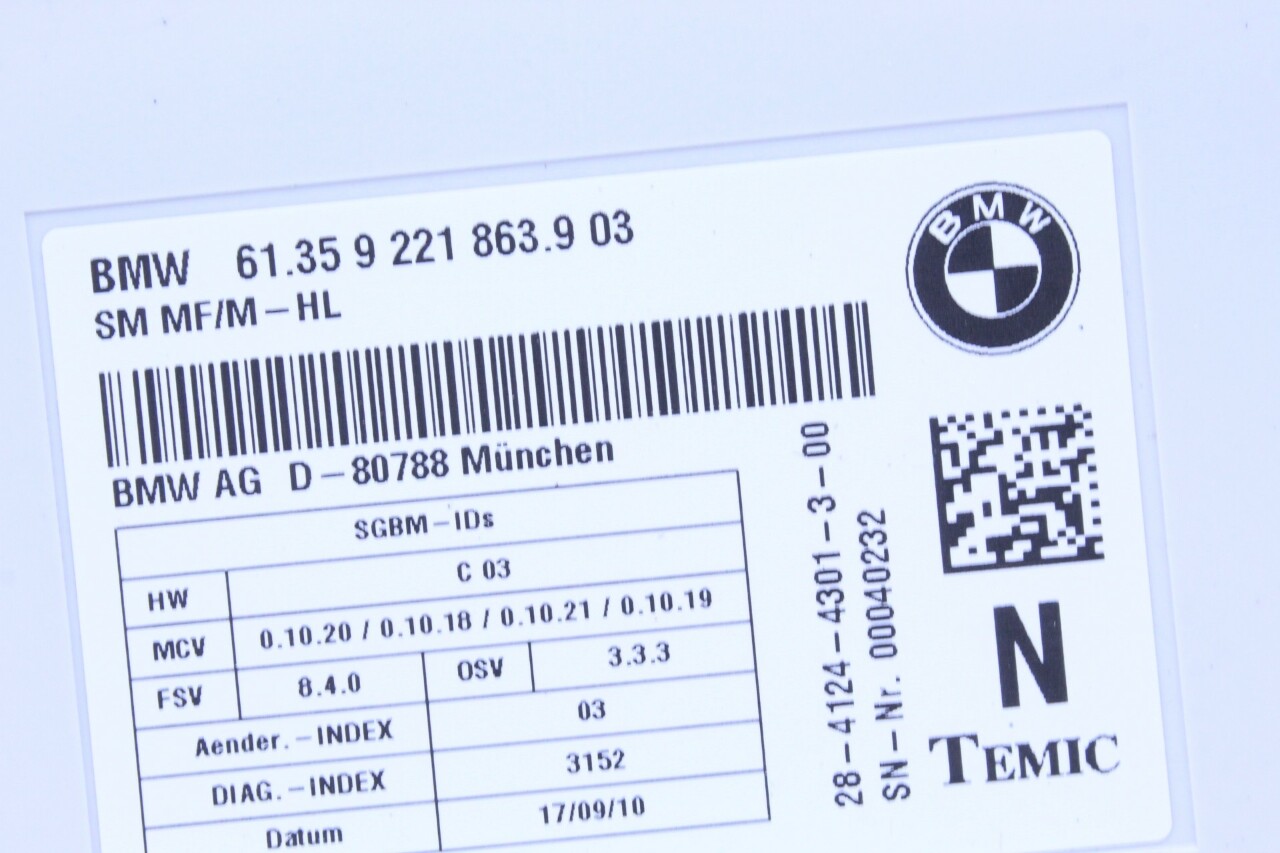 BMW 61.35 9 221 863.9 03
SM MF/M-HL
BMW
BMW AG D-80788 München
SGBM-IDs
HW C 03
MCV 0.10.20 / 0.10.18 / 0.10.21 / 0.10.19
FSV 8.4.0 OSV 3.3.3
Aender.-INDEX 03
DIAG.-INDEX 3152
Datum 17/09/10
28-4124-4301-3-00
SN-Nr. 00040232
N
TEMIC